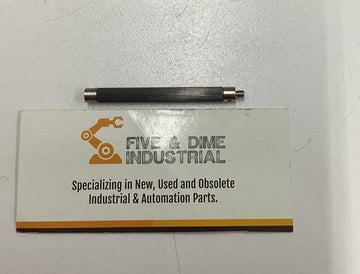 FIVE & DIME
INDUSTRIAL
Specializing in New, Used and Obsolete
Industrial & Automation Parts.